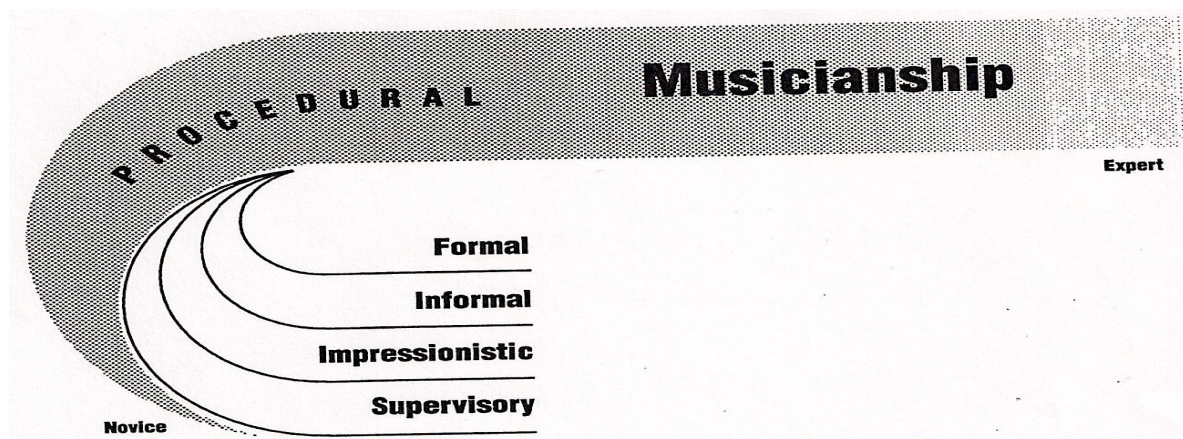 PROCEDURAL
Musicianship
Expert
Formal
Informal
Impressionistic
Supervisory
Novice